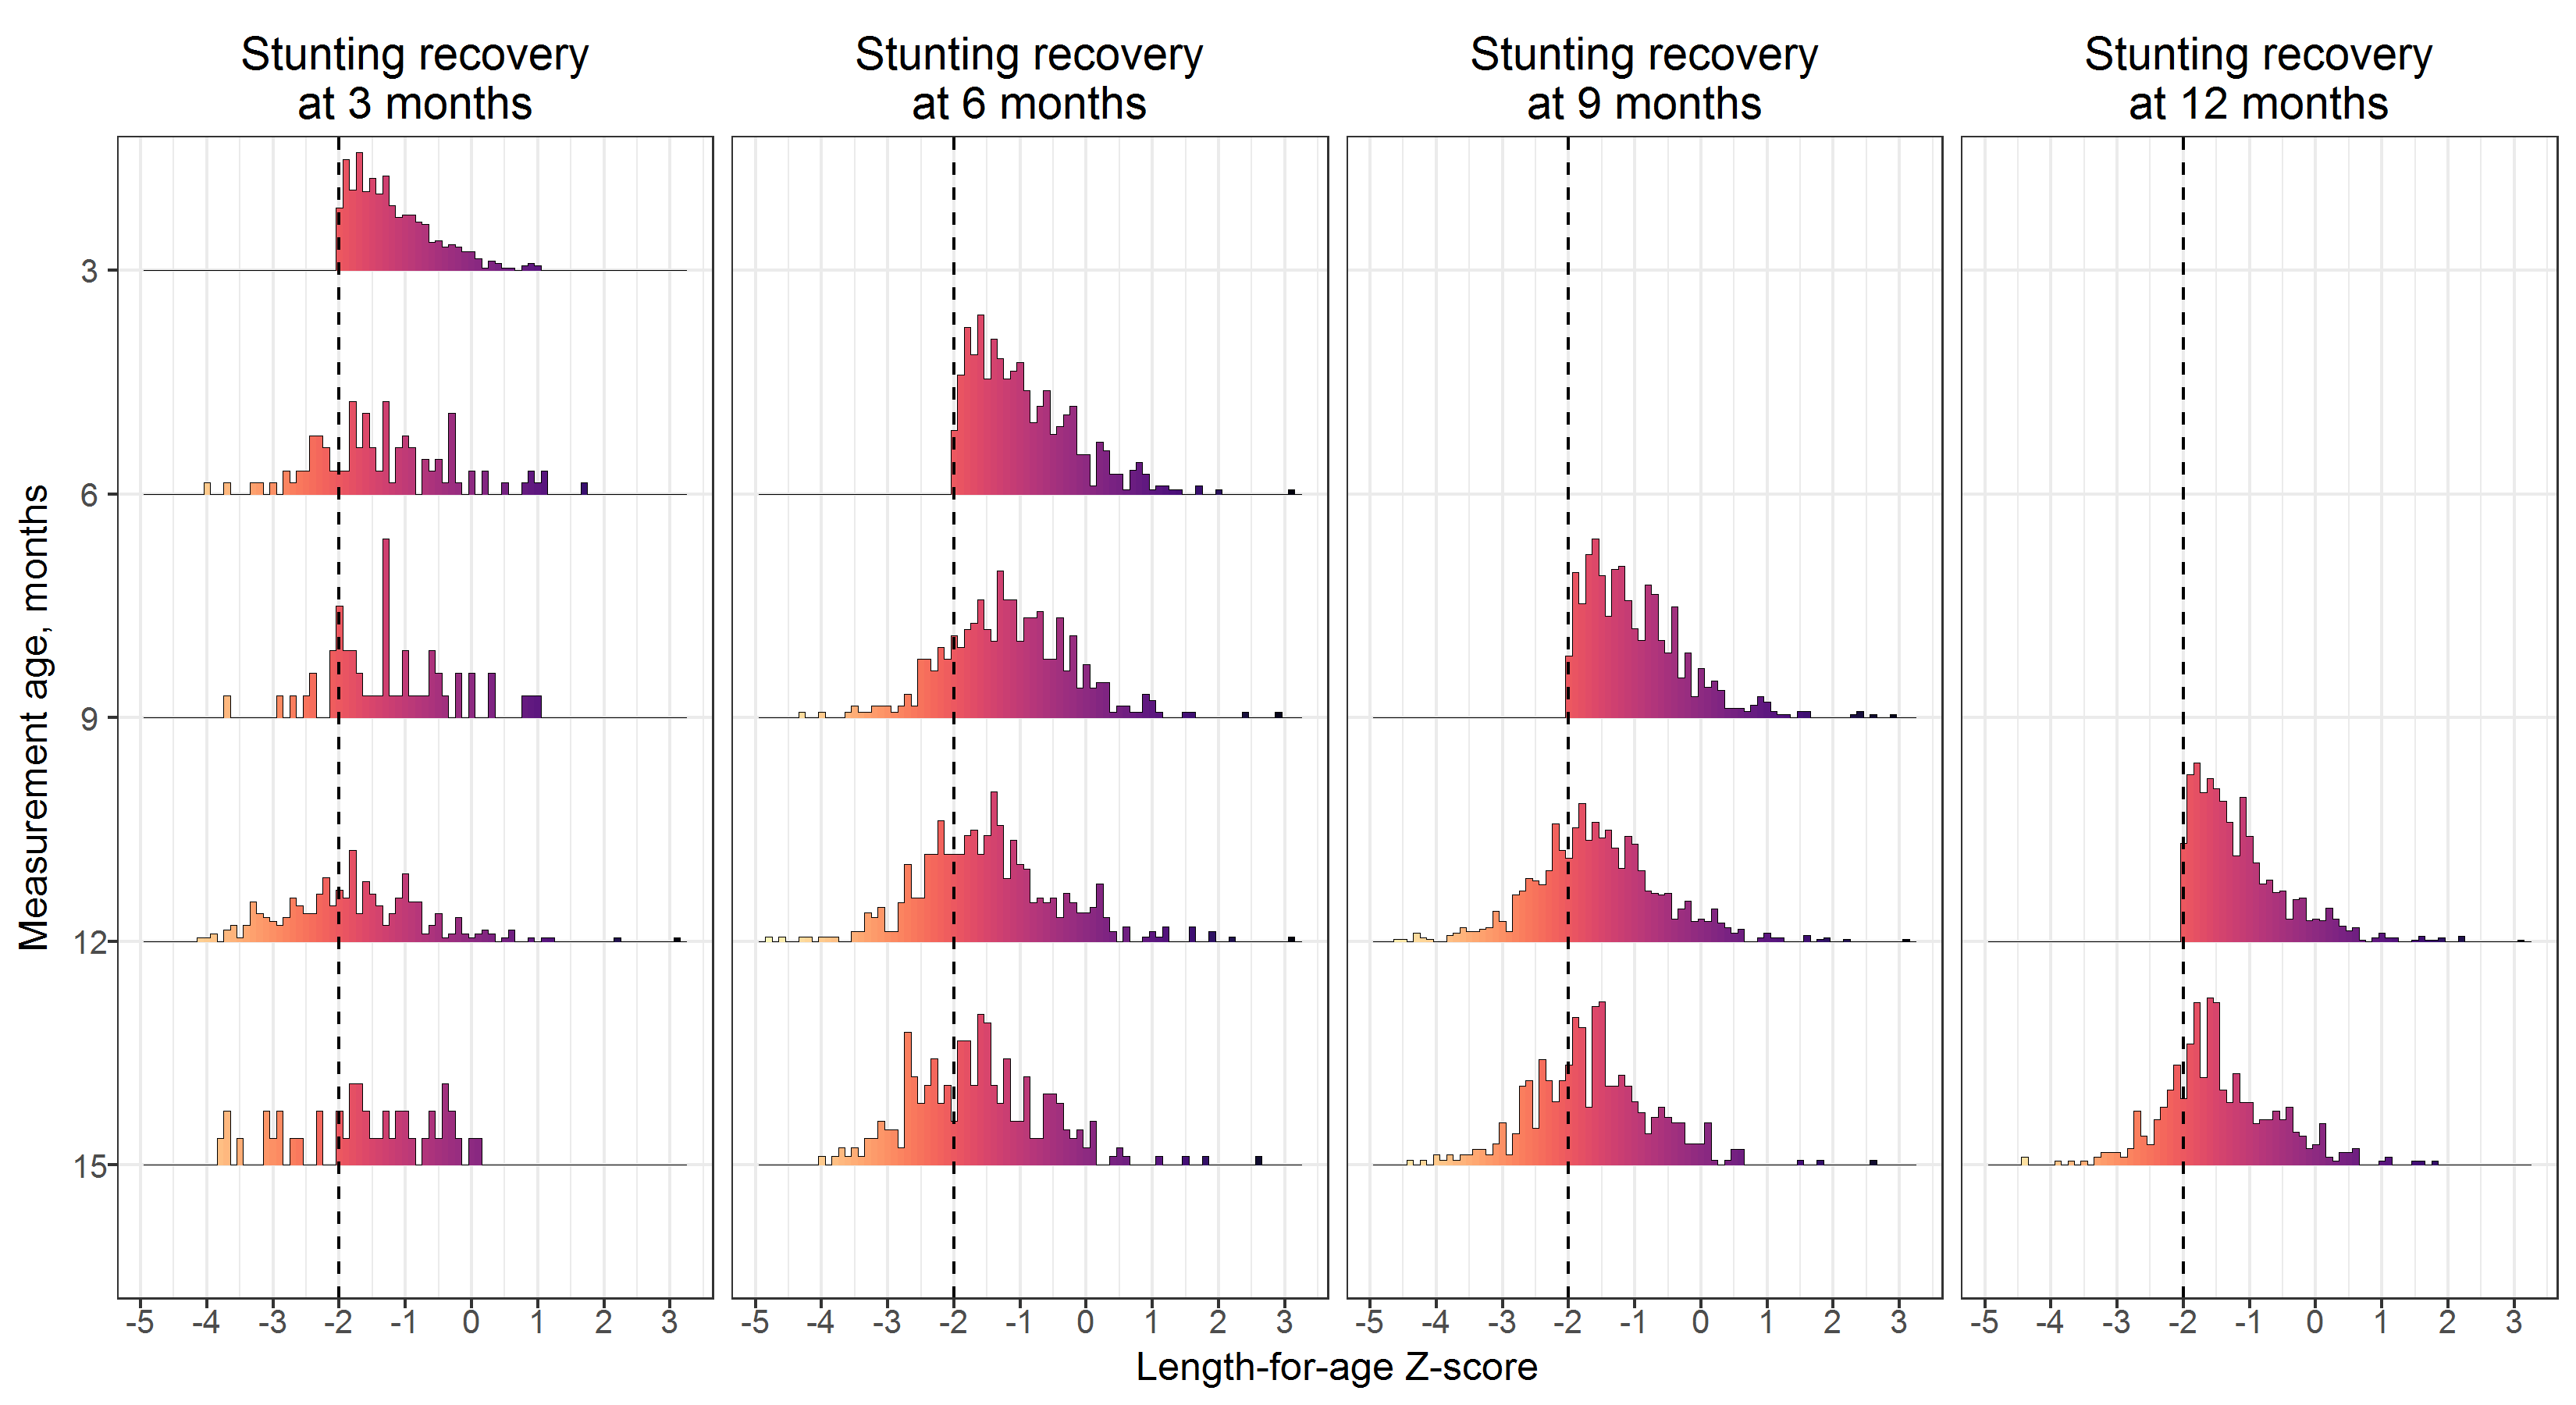 Stunting recovery
at 3 months
Stunting recovery
at 6 months
Stunting recovery
at 9 months
Stunting recovery
at 12 months
Measurement age, months
3
6
9
12
15
-5 -4 -3 -2 -1 0 1 2 3
-5 -4 -3 -2 -1 0 1 2 3
-5 -4 -3 -2 -1 0 1 2 3
-5 -4 -3 -2 -1 0 1 2 3
Length-for-age Z-score